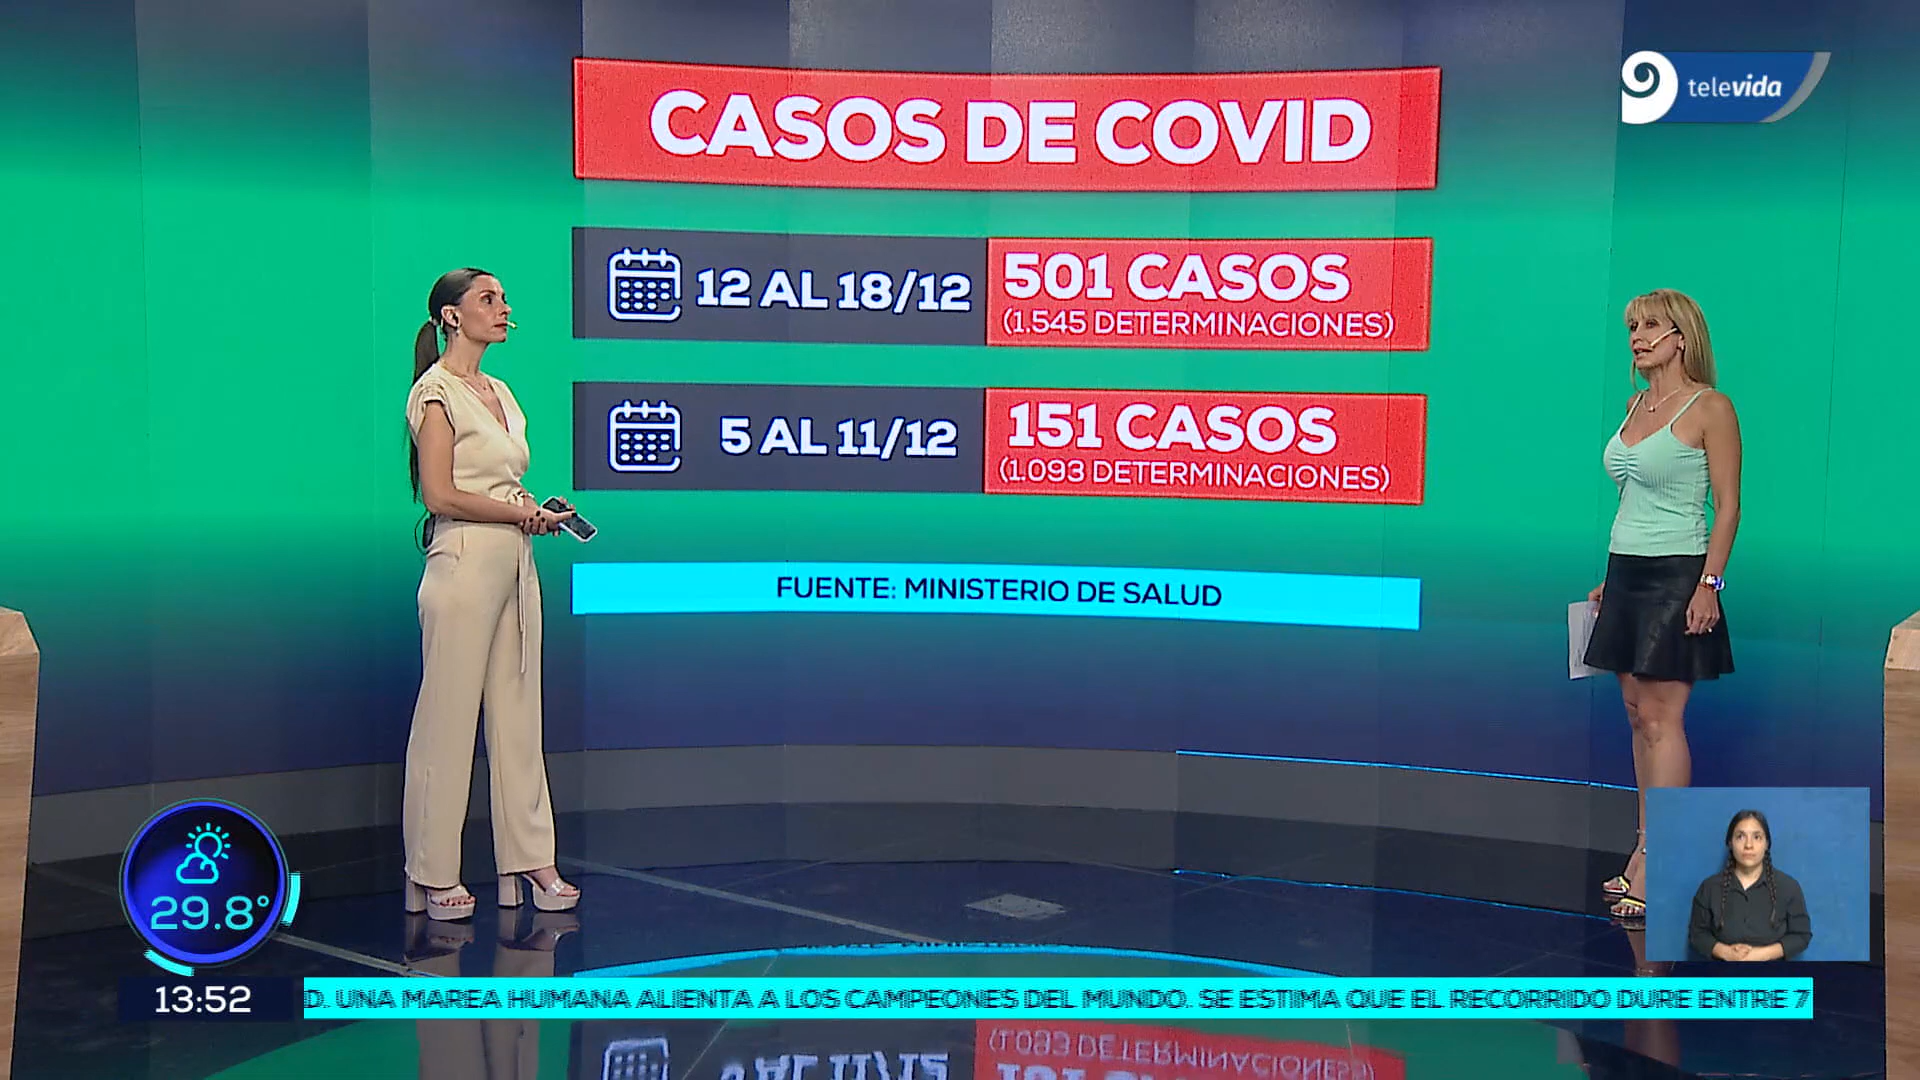 CASOS DE COVID
9 televida
12 AL 18/12
501 CASOS
(1.545 DETERMINACIONES)
5 AL 11/12
151 CASOS
(1.093 DETERMINACIONES)
FUENTE: MINISTERIO DE SALUD
29.8°
13:52
D. UNA MAREA HUMANA ALIENTA A LOS CAMPEONES DEL MUNDO. SE ESTIMA QUE EL RECORRIDO DURE ENTRE 7